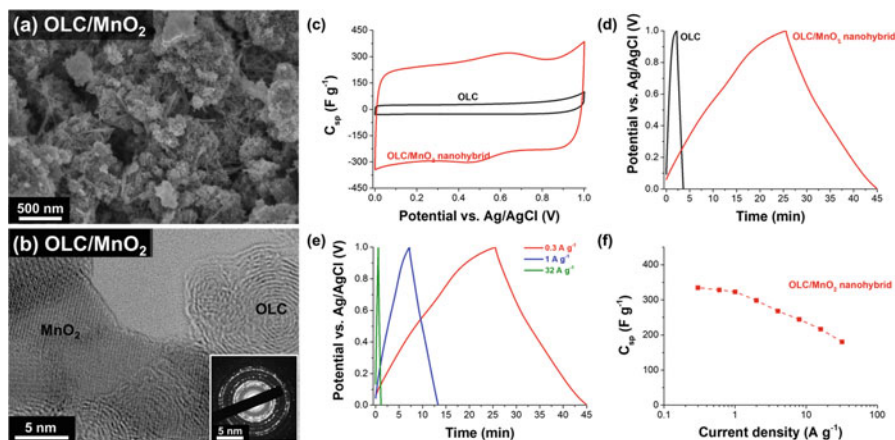 (a) OLC/MnO₂
500 nm
(b) OLC/MnO₂
MnO₂
OLC
5 nm
5 nm
(c)
450
300
150
0
-150
-300
-450
Cₛₚ (F g⁻¹)
OLC
OLC/MnO₂ nanohybrid
0.0 0.2 0.4 0.6 0.8 1.0
Potential vs. Ag/AgCl (V)
(d)
1.0
0.8
0.6
0.4
0.2
0.0
Potential vs. Ag/AgCl (V)
OLC
OLC/MnO₂ nanohybrid
0 5 10 15 20 25 30 35 40 45
Time (min)
(e)
1.0
0.8
0.6
0.4
0.2
0.0
Potential vs. Ag/AgCl (V)
0.3 A g⁻¹
1 A g⁻¹
32 A g⁻¹
0 5 10 15 20 25 30 35 40 45
Time (min)
(f)
400
300
200
100
0
Cₛₚ (F g⁻¹)
OLC/MnO₂ nanohybrid
0.1 1 10 100
Current density (A g⁻¹)